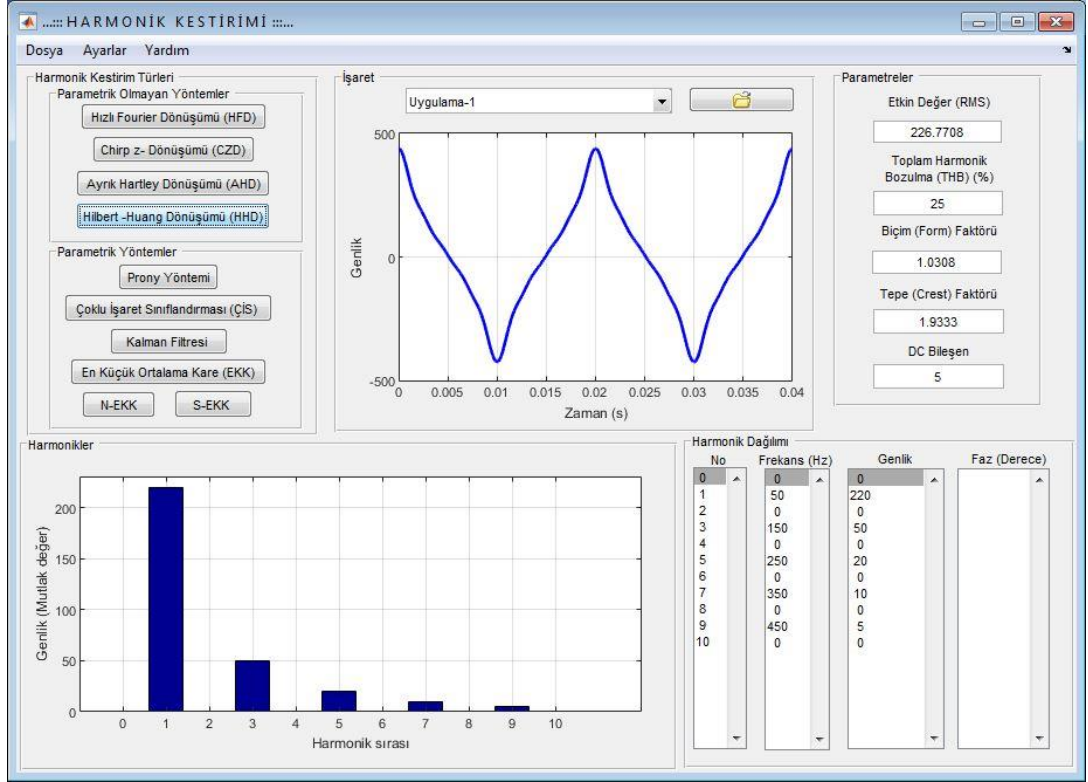 ...::: H A R M O N İ K   K E S T İ R İ M İ :::...
Dosya Ayarlar Yardım
Harmonik Kestirim Türleri
Parametrik Olmayan Yöntemler
Hızlı Fourier Dönüşümü (HFD)
Chirp z- Dönüşümü (CZD)
Ayrık Hartley Dönüşümü (AHD)
Hilbert -Huang Dönüşümü (HHD)
Parametrik Yöntemler
Prony Yöntemi
Çoklu İşaret Sınıflandırması (ÇİS)
Kalman Filtresi
En Küçük Ortalama Kare (EKK)
N-EKK S-EKK
İşaret
Uygulama-1
Genlik
500
0
-500
0 0.005 0.01 0.015 0.02 0.025 0.03 0.035 0.04
Zaman (s)
Parametreler
Etkin Değer (RMS)
226.7708
Toplam Harmonik
Bozulma (THB) (%)
25
Biçim (Form) Faktörü
1.0308
Tepe (Crest) Faktörü
1.9333
DC Bileşen
5
Harmonikler
Genlik (Mutlak değer)
200
150
100
50
0
0 1 2 3 4 5 6 7 8 9 10
Harmonik sırası
Harmonik Dağılımı
No Frekans (Hz) Genlik Faz (Derece)
0 0 0
1 50 220
2 0 0
3 150 50
4 0 0
5 250 20
6 0 0
7 350 10
8 0 0
9 450 5
10 0 0